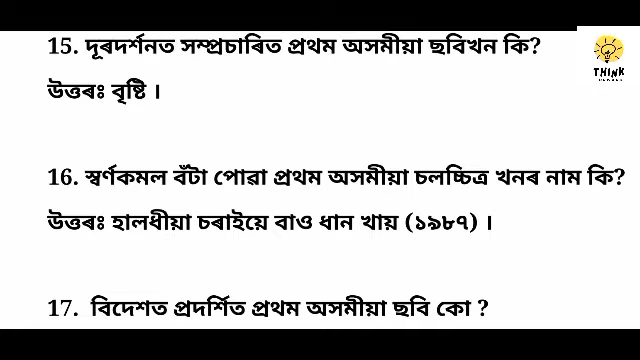 15. দূৰদৰ্শনত সম্প্ৰচাৰিত প্ৰথম অসমীয়া ছবিখন কি?
THINK
উত্তৰঃ বৃষ্টি ।
16. স্বৰ্ণকমল বঁটা পোৱা প্ৰথম অসমীয়া চলচ্চিত্ৰ খনৰ নাম কি?
উত্তৰঃ হালধীয়া চৰাইয়ে বাও ধান খায় (১৯৮৭) ।
17. বিদেশত প্ৰদৰ্শিত প্ৰথম অসমীয়া ছবি কো ?